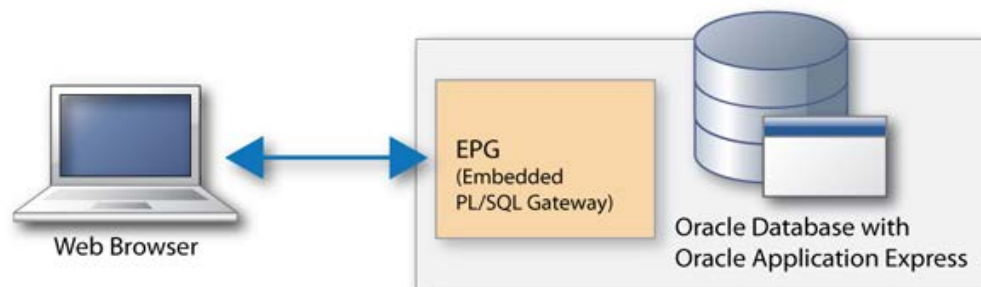 Web Browser
EPG
(Embedded
PL/SQL Gateway)
Oracle Database with
Oracle Application Express